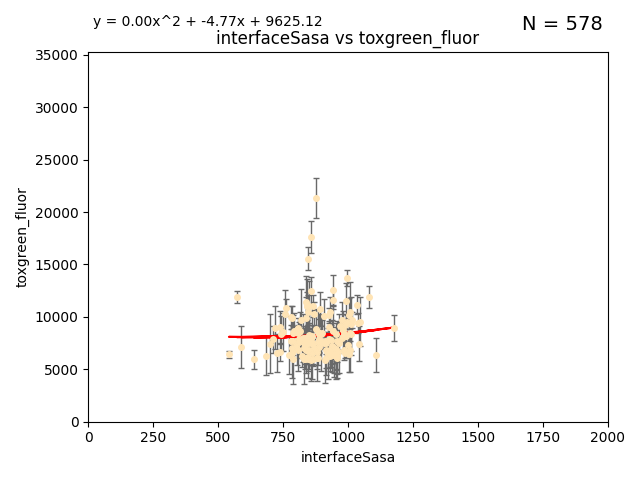 y = 0.00x^2 + -4.77x + 9625.12
N = 578
interfaceSasa vs toxgreen_fluor
35000
30000
25000
20000
15000
10000
5000
0
toxgreen_fluor
0 250 500 750 1000 1250 1500 1750 2000
interfaceSasa